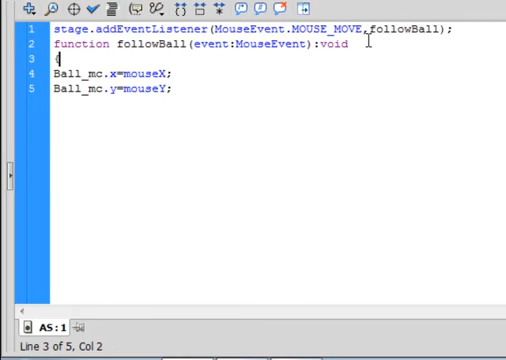 1 stage.addEventListener(MouseEvent.MOUSE_MOVE,followBall);
2 function followBall(event:MouseEvent):void
3 {
4 Ball_mc.x=mouseX;
5 Ball_mc.y=mouseY;
AS:1
Line 3 of 5, Col 2